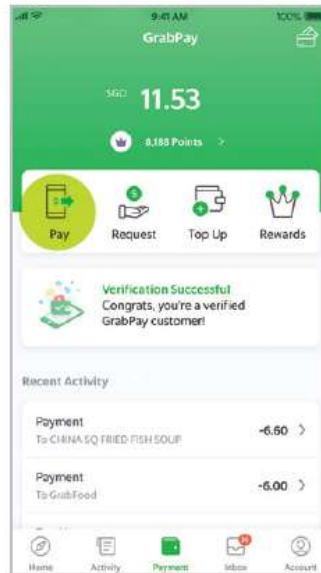 9:41 AM
100%
GrabPay
SGD 11.53
8,188 Points >
Pay
Request
Top Up
Rewards
Verification Successful
Congrats, you're a verified
GrabPay customer!
Recent Activity
Payment
-6.60 >
To CHINA SQ FRIED FISH SOUP
Payment
-6.00 >
To GrabFood
Home
Activity
Payment
Inbox
Account